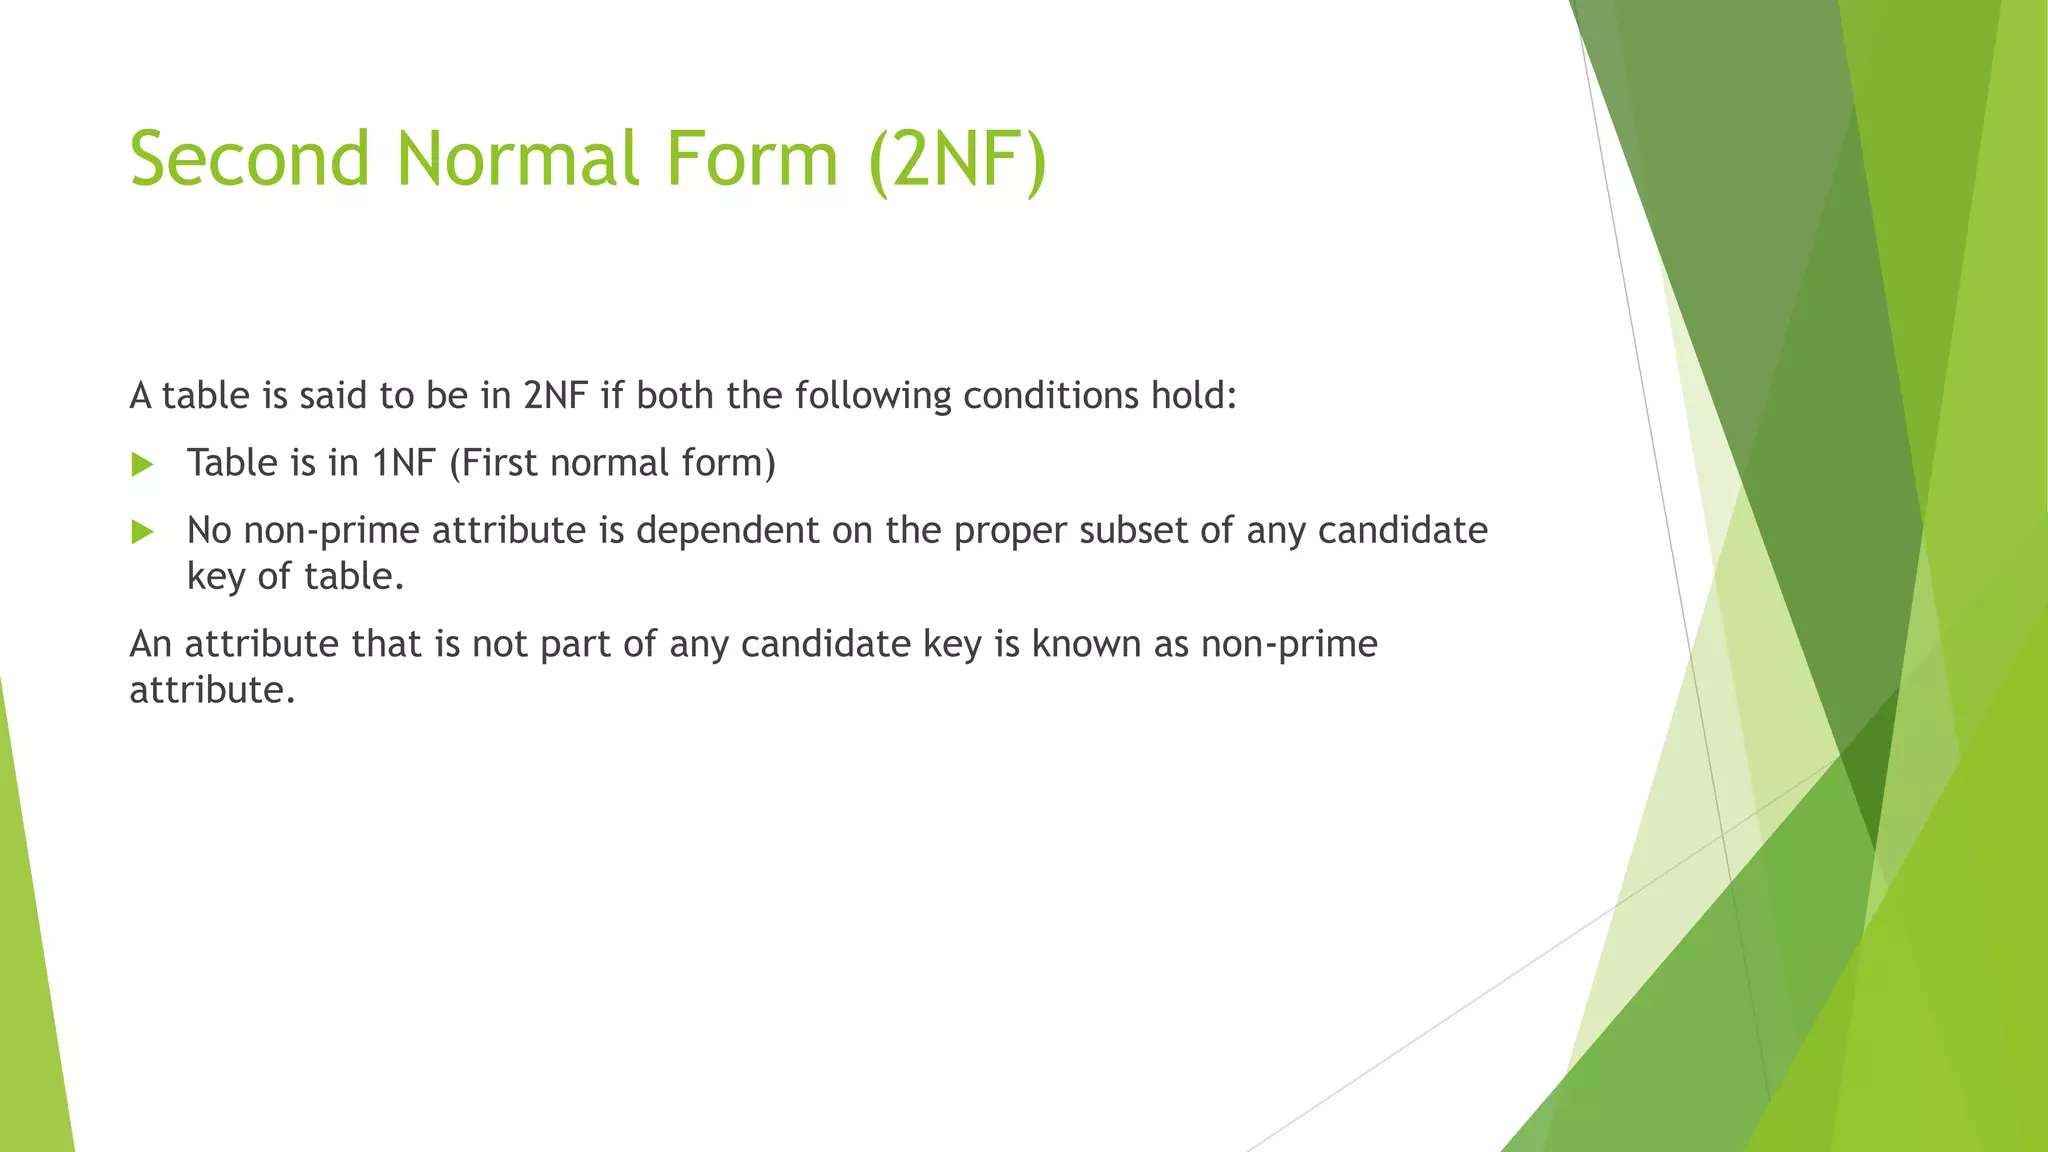 Second Normal Form (2NF)
A table is said to be in 2NF if both the following conditions hold:
Table is in 1NF (First normal form)
No non-prime attribute is dependent on the proper subset of any candidate
key of table.
An attribute that is not part of any candidate key is known as non-prime
attribute.